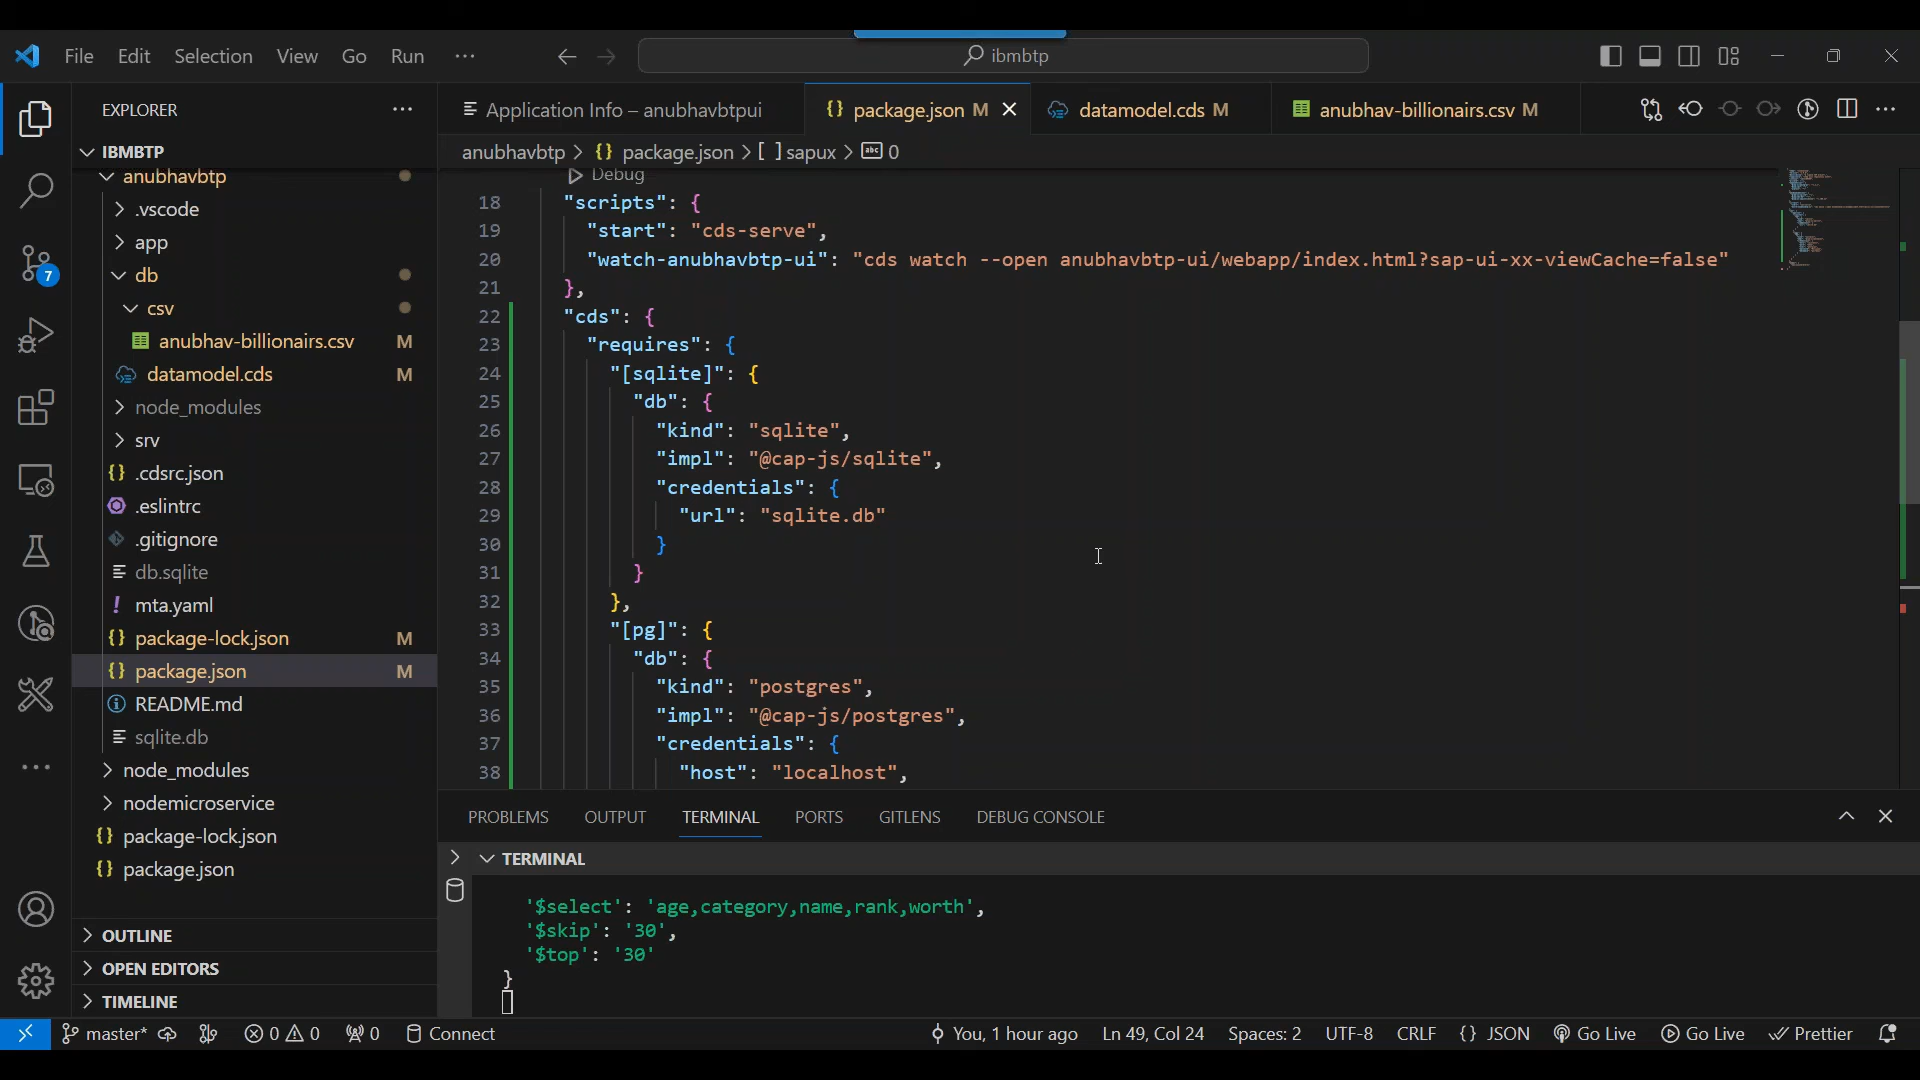 File Edit Selection View Go Run ···
ibmbtp
EXPLORER
Application Info – anubhavbtpui
package.json M
datamodel.cds M
anubhav-billionairs.csv M
anubhavbtp > {} package.json > [ ] sapux > abc 0
IBMBTP
anubhavbtp
.vscode
app
db
csv
anubhav-billionairs.csv M
datamodel.cds M
node_modules
srv
.cdsrc.json
.eslintrc
.gitignore
db.sqlite
mta.yaml
package-lock.json M
package.json M
README.md
sqlite.db
node_modules
nodemicroservice
package-lock.json
package.json
OUTLINE
OPEN EDITORS
TIMELINE
7
Debug
18 "scripts": {
19 "start": "cds-serve",
20 "watch-anubhavbtp-ui": "cds watch --open anubhavbtp-ui/webapp/index.html?sap-ui-xx-viewCache=false"
21 },
22 "cds": {
23 "requires": {
24 "[sqlite]": {
25 "db": {
26 "kind": "sqlite",
27 "impl": "@cap-js/sqlite",
28 "credentials": {
29 "url": "sqlite.db"
30 }
31 }
32 },
33 "[pg]": {
34 "db": {
35 "kind": "postgres",
36 "impl": "@cap-js/postgres",
37 "credentials": {
38 "host": "localhost",
PROBLEMS OUTPUT TERMINAL PORTS GITLENS DEBUG CONSOLE
TERMINAL
'$select': 'age,category,name,rank,worth',
'$skip': '30',
'$top': '30'
}
master* 0 0 0 Connect You, 1 hour ago Ln 49, Col 24 Spaces: 2 UTF-8 CRLF {} JSON Go Live Go Live Prettier